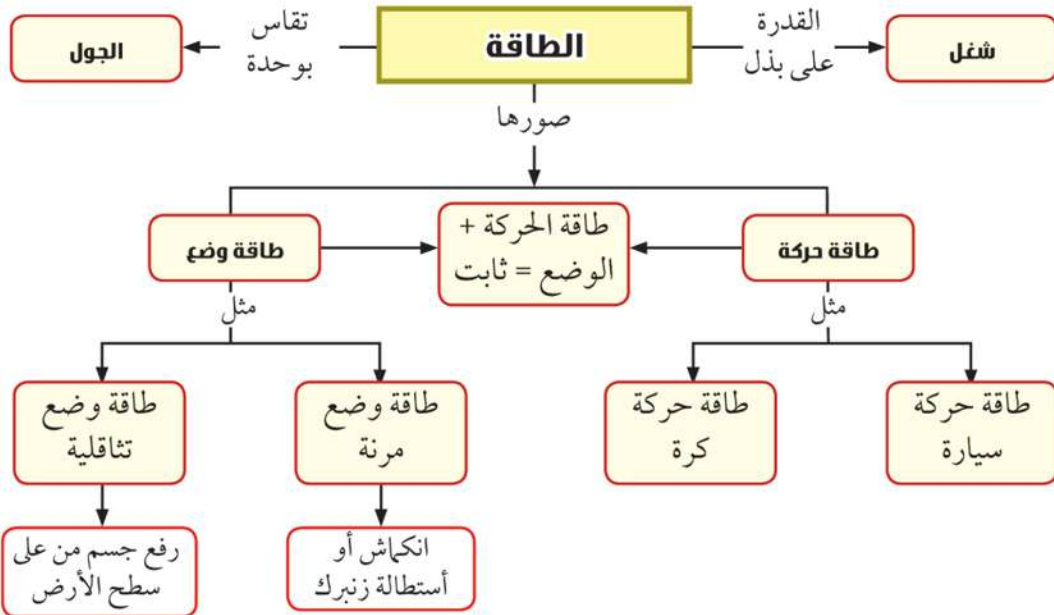 الطاقة
القدرة
على بذل
شغل
تقاس
بوحدة
الجول
صورها
طاقة حركة
طاقة الحركة +
الوضع = ثابت
طاقة وضع
مثل
طاقة حركة
سيارة
طاقة حركة
كرة
مثل
طاقة وضع
مرنة
انكماش أو
أستطالة زنبرك
طاقة وضع
تثاقلية
رفع جسم من على
سطح الأرض